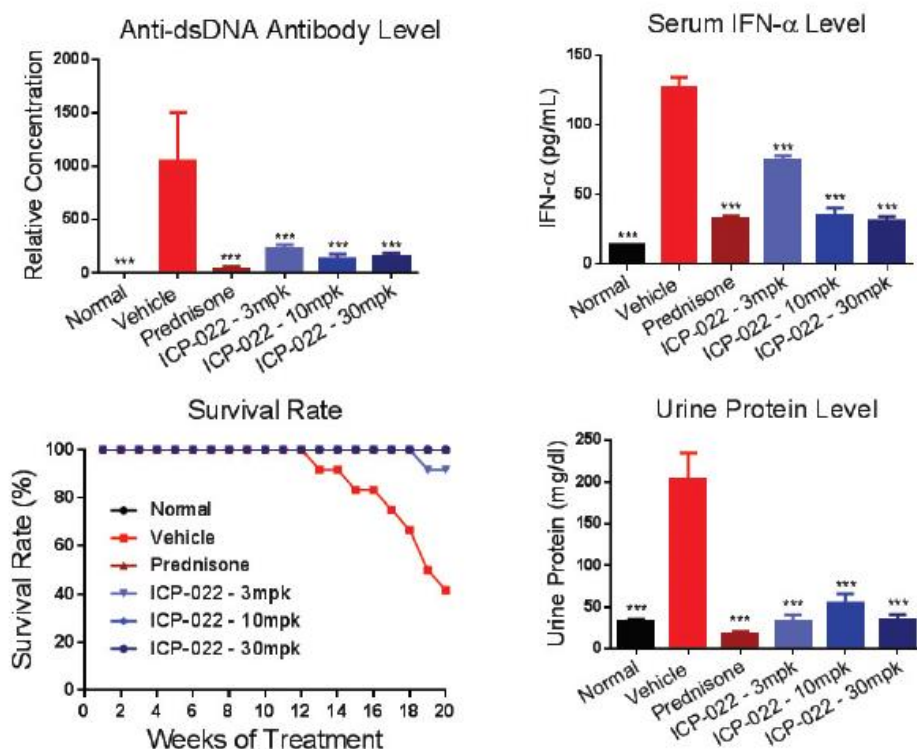 Anti-dsDNA Antibody Level
Relative Concentration
2000
1500
1000
500
0
***
***
***
***
***
Normal
Vehicle
Prednisone
ICP-022 - 3mpk
ICP-022 - 10mpk
ICP-022 - 30mpk
Serum IFN-α Level
IFN-α (pg/mL)
150
100
50
0
***
***
***
***
***
Normal
Vehicle
Prednisone
ICP-022 - 3mpk
ICP-022 - 10mpk
ICP-022 - 30mpk
Survival Rate
Survival Rate (%)
100
80
60
40
20
0
Normal
Vehicle
Prednisone
ICP-022 - 3mpk
ICP-022 - 10mpk
ICP-022 - 30mpk
0 2 4 6 8 10 12 14 16 18 20
Weeks of Treatment
Urine Protein Level
Urine Protein (mg/dl)
250
200
150
100
50
0
***
***
***
***
***
Normal
Vehicle
Prednisone
ICP-022 - 3mpk
ICP-022 - 10mpk
ICP-022 - 30mpk